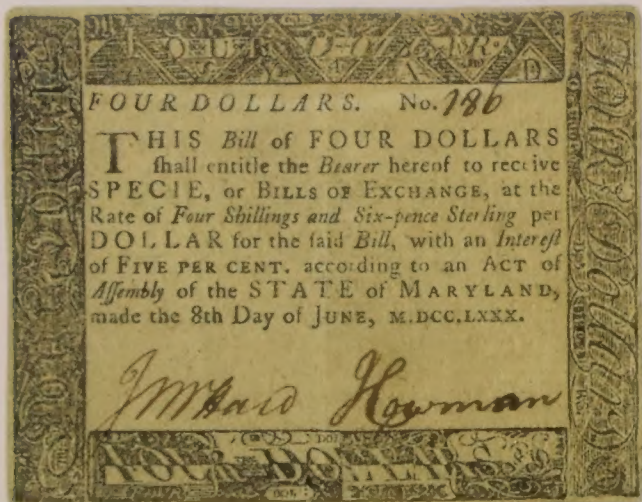 FOUR DOLLARS
FOUR DOLLARS. No. 786
THIS Bill of FOUR DOLLARS
ſhall entitle the Bearer hereof to receive
SPECIE, or BILLS OF EXCHANGE, at the
Rate of Four Shillings and Six-pence Sterling per
DOLLAR for the ſaid Bill, with an Intereſt
of FIVE PER CENT. according to an ACT of
Aſſembly of the STATE of MARYLAND,
made the 8th Day of JUNE, M.DCC.LXXX.